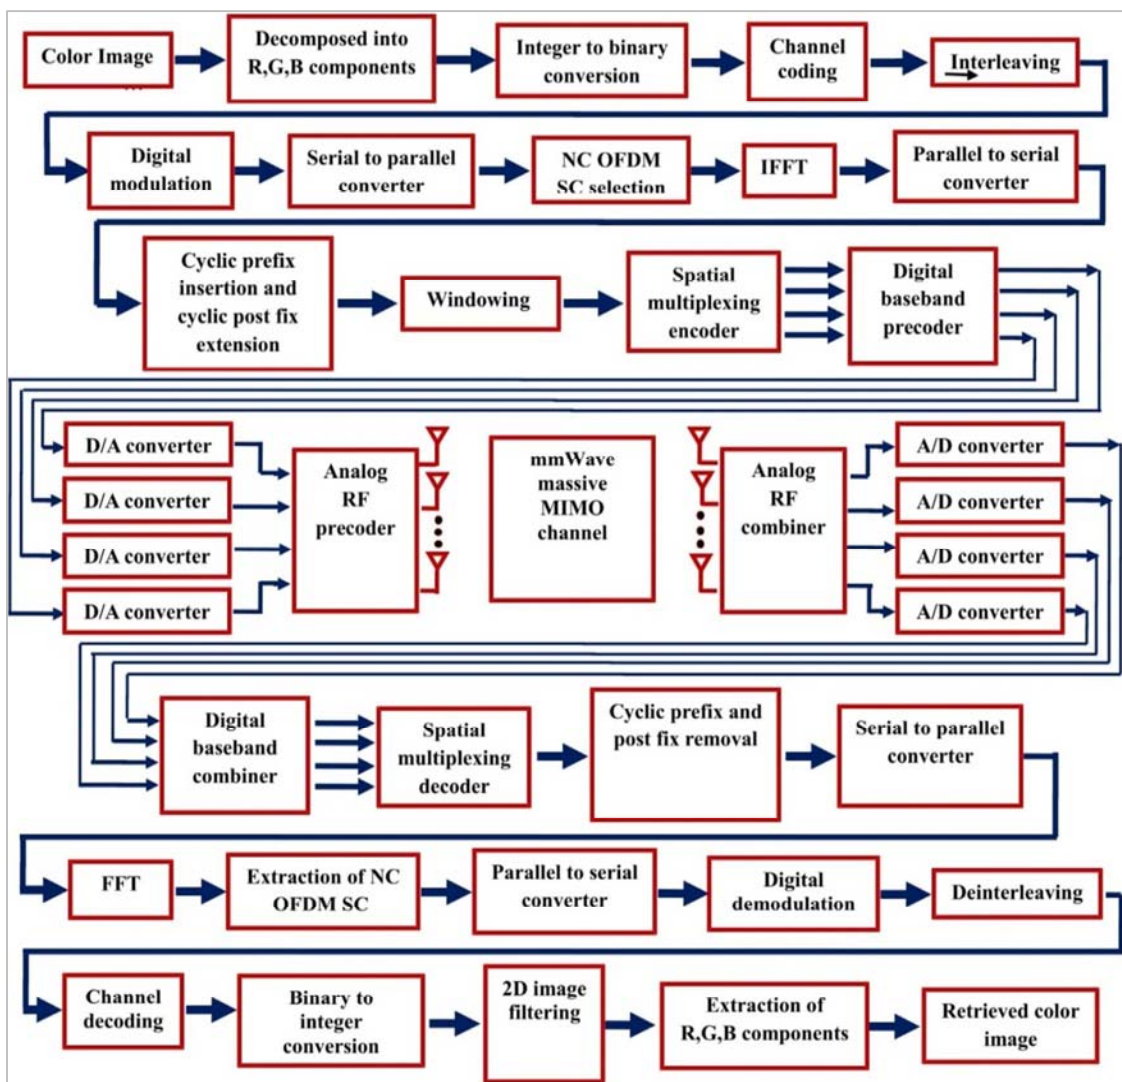 Color Image
...
Decomposed into
R,G,B components
Integer to binary
conversion
Channel
coding
Interleaving
Digital
modulation
Serial to parallel
converter
NC OFDM
SC selection
IFFT
Parallel to serial
converter
Cyclic prefix
insertion and
cyclic post fix
extension
Windowing
Spatial
multiplexing
encoder
Digital
baseband
precoder
D/A converter
D/A converter
D/A converter
D/A converter
Analog
RF
precoder
mmWave
massive
MIMO
channel
Analog
RF
combiner
A/D converter
A/D converter
A/D converter
A/D converter
Digital
baseband
combiner
Spatial
multiplexing
decoder
Cyclic prefix and
post fix removal
Serial to parallel
converter
FFT
Extraction of NC
OFDM SC
Parallel to serial
converter
Digital
demodulation
Deinterleaving
Channel
decoding
Binary to
integer
conversion
2D image
filtering
Extraction of
R,G,B components
Retrieved color
image